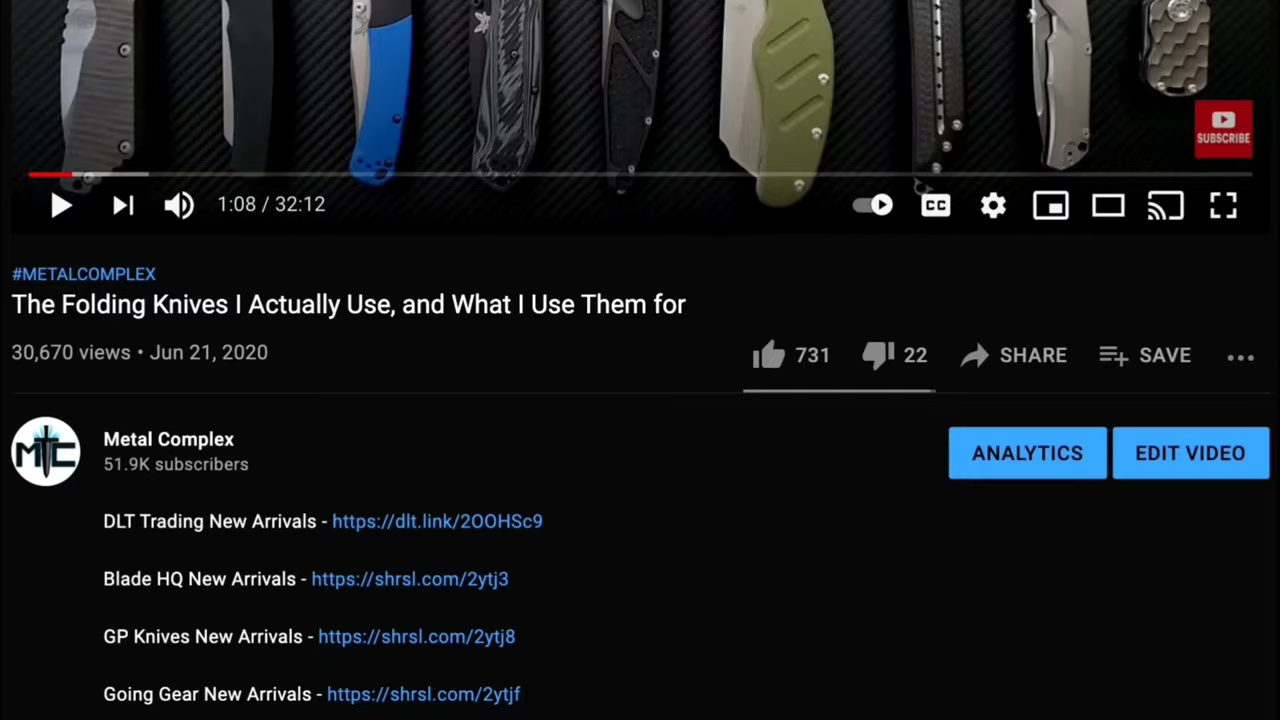 SUBSCRIBE
1:08 / 32:12
CC
#METALCOMPLEX
The Folding Knives I Actually Use, and What I Use Them for
30,670 views • Jun 21, 2020
731
22
SHARE
SAVE
MTC
Metal Complex
51.9K subscribers
ANALYTICS
EDIT VIDEO
DLT Trading New Arrivals - https://dlt.link/2OOHSc9
Blade HQ New Arrivals - https://shrsl.com/2ytj3
GP Knives New Arrivals - https://shrsl.com/2ytj8
Going Gear New Arrivals - https://shrsl.com/2ytjf